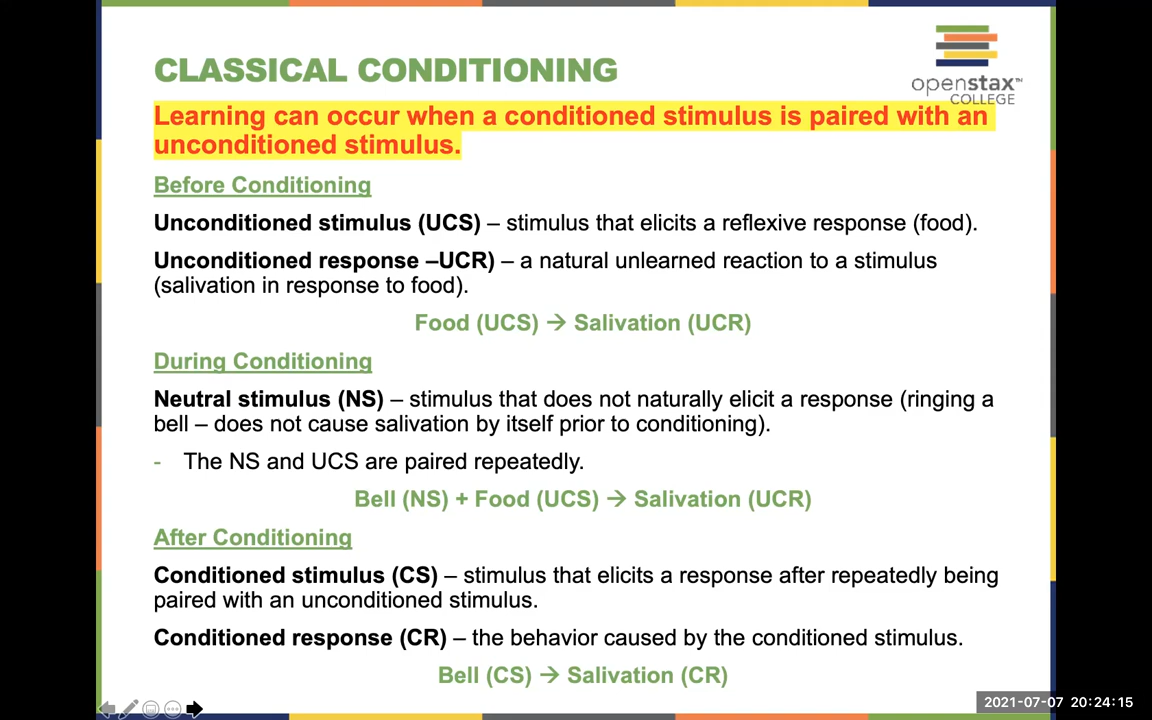 openstax™
COLLEGE
CLASSICAL CONDITIONING
Learning can occur when a conditioned stimulus is paired with an
unconditioned stimulus.
Before Conditioning
Unconditioned stimulus (UCS) – stimulus that elicits a reflexive response (food).
Unconditioned response –UCR) – a natural unlearned reaction to a stimulus
(salivation in response to food).
Food (UCS) → Salivation (UCR)
During Conditioning
Neutral stimulus (NS) – stimulus that does not naturally elicit a response (ringing a
bell – does not cause salivation by itself prior to conditioning).
- The NS and UCS are paired repeatedly.
Bell (NS) + Food (UCS) → Salivation (UCR)
After Conditioning
Conditioned stimulus (CS) – stimulus that elicits a response after repeatedly being
paired with an unconditioned stimulus.
Conditioned response (CR) – the behavior caused by the conditioned stimulus.
Bell (CS) → Salivation (CR)
2021-07-07 20:24:15